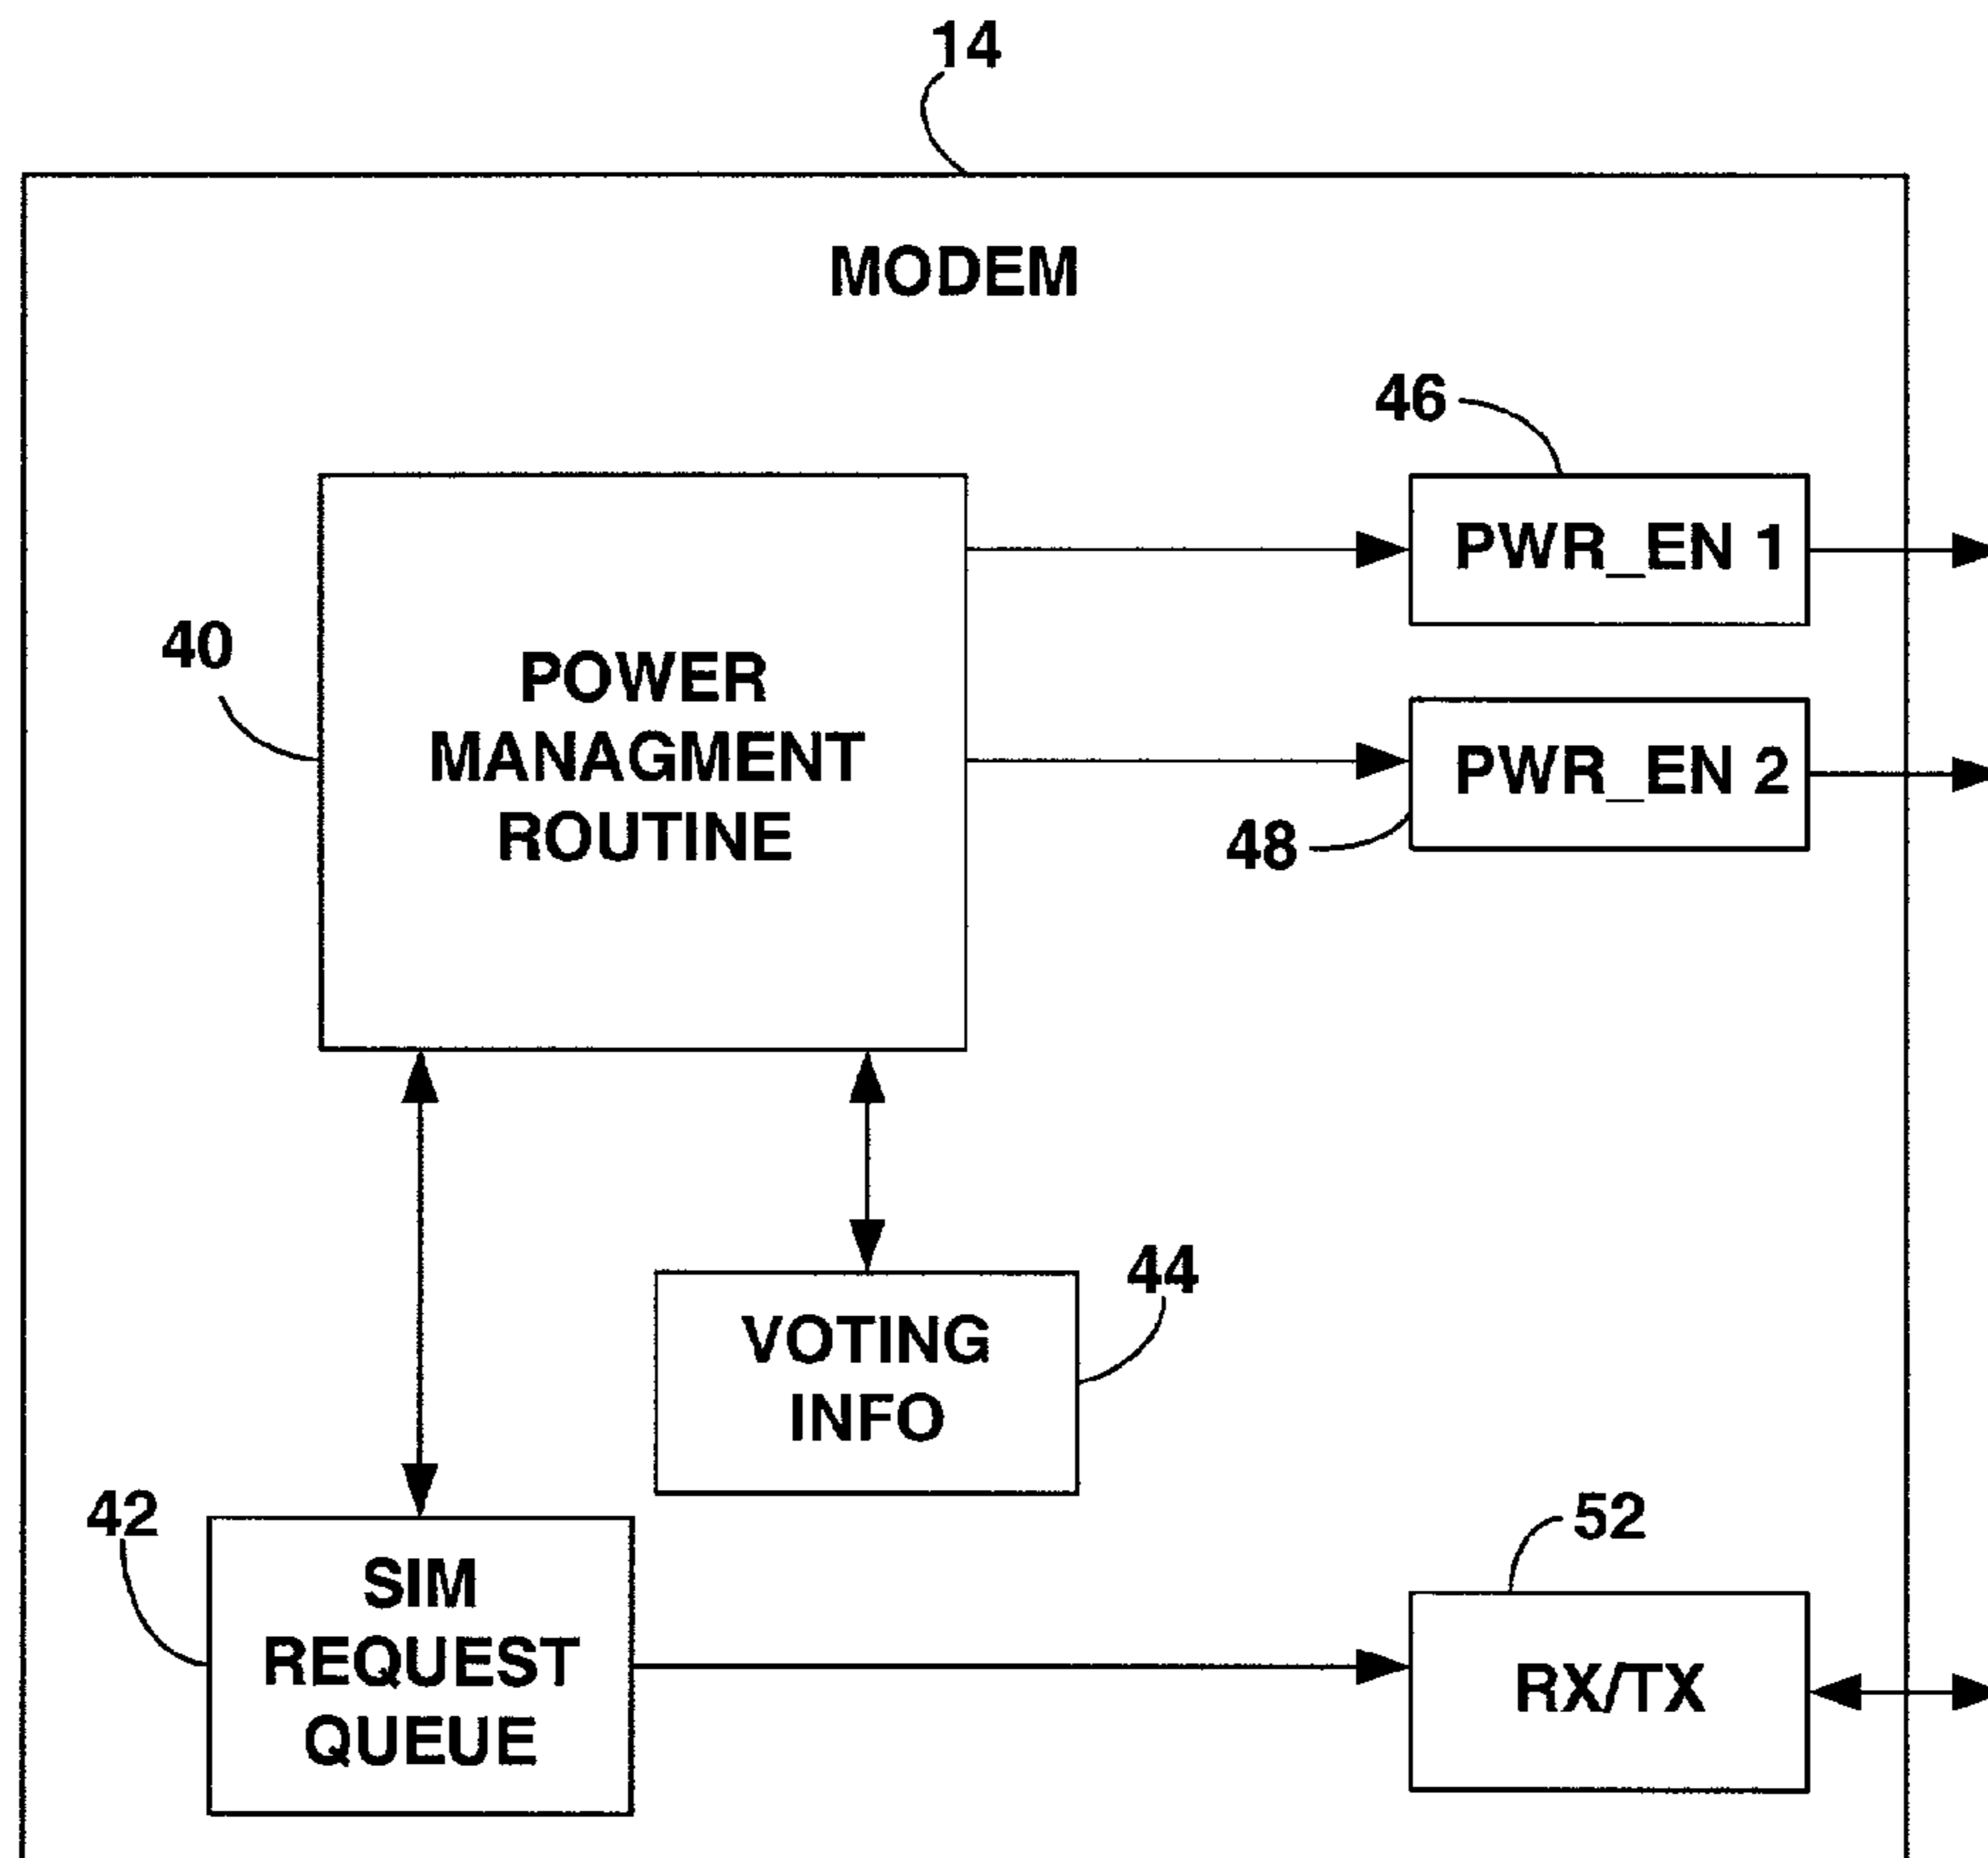 14
MODEM
46
PWR_EN 1
40
POWER
MANAGMENT
ROUTINE
PWR_EN 2
48
44
VOTING
INFO
42
SIM
REQUEST
QUEUE
52
RX/TX